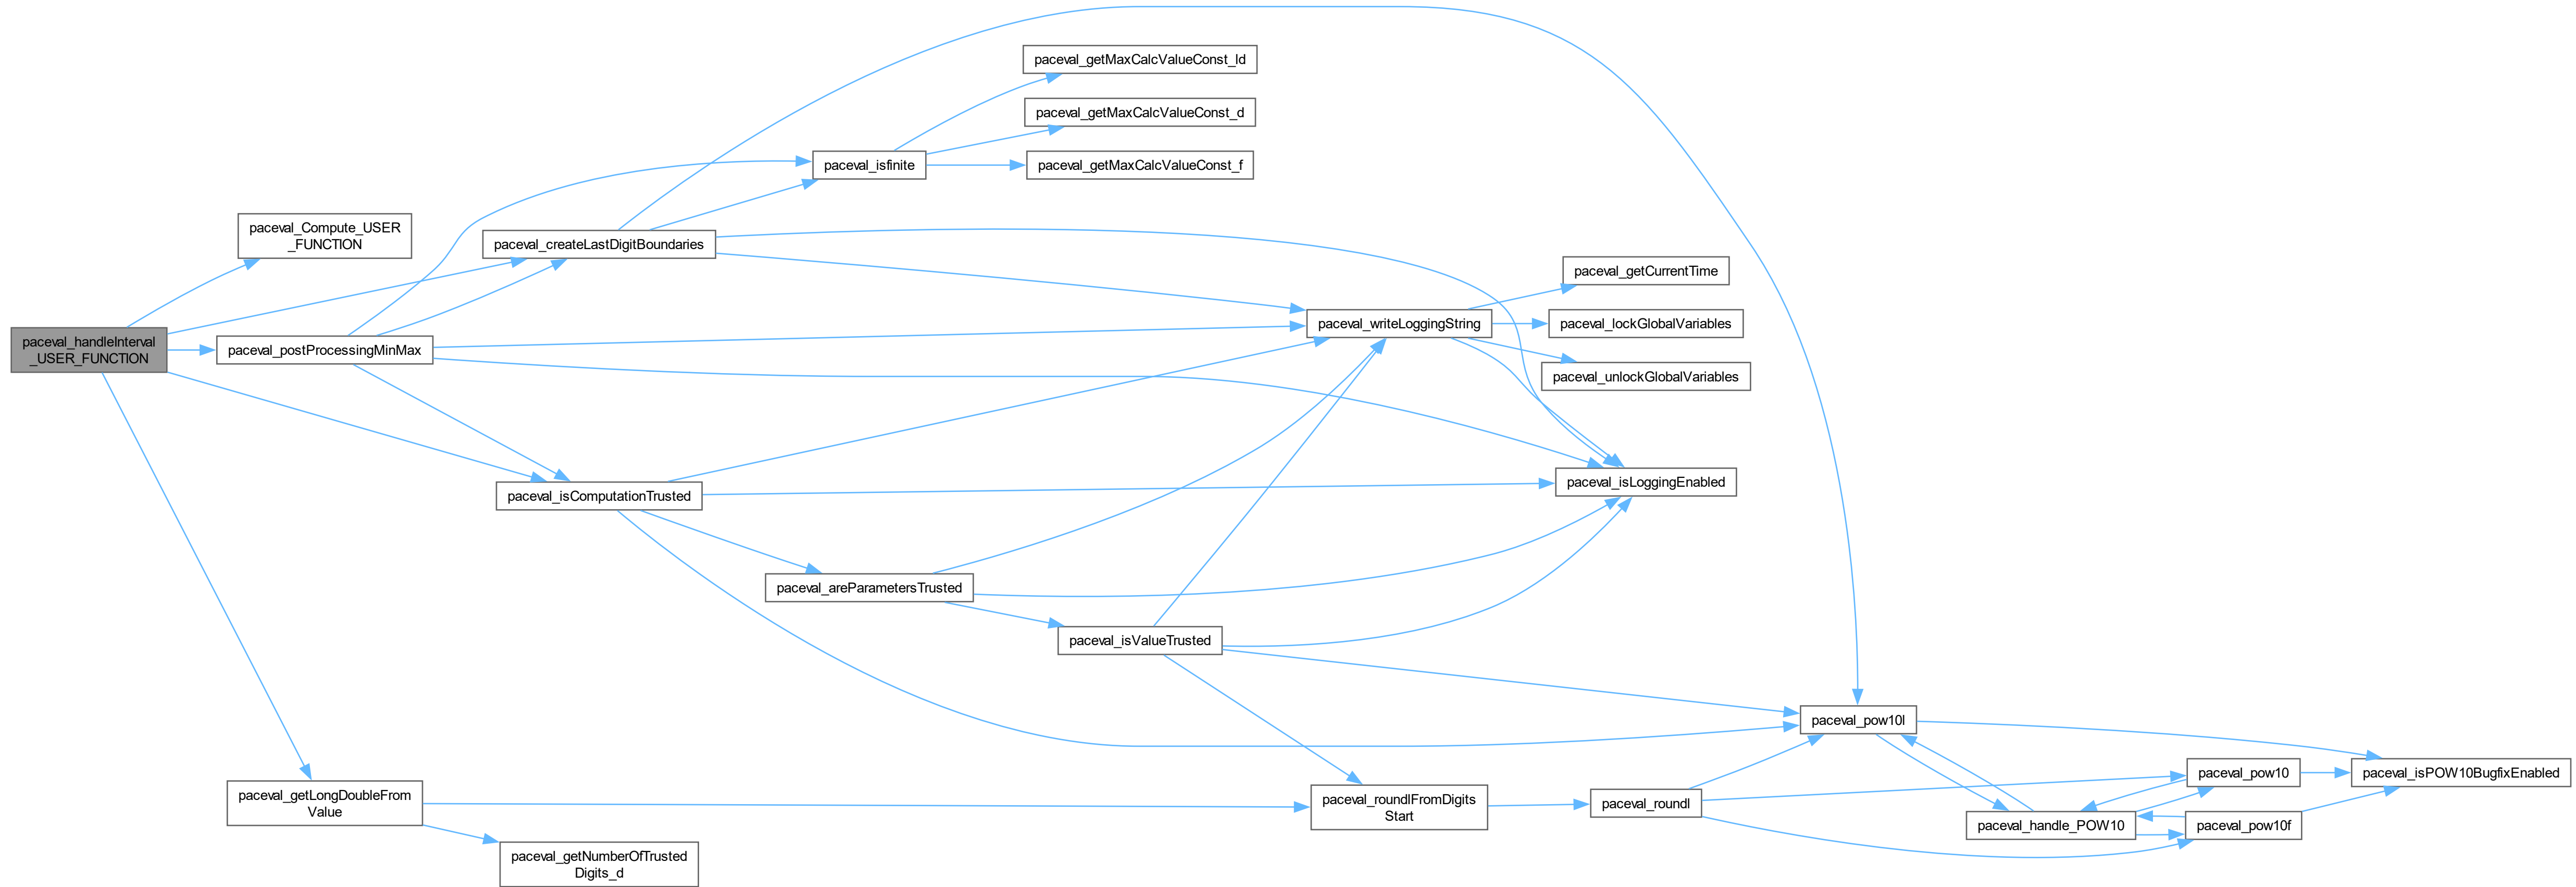 paceval_getMaxCalcValueConst_ld
paceval_getMaxCalcValueConst_d
paceval_isfinite
paceval_getMaxCalcValueConst_f
paceval_Compute_USER
_FUNCTION
paceval_createLastDigitBoundaries
paceval_getCurrentTime
paceval_writeLoggingString
paceval_lockGlobalVariables
paceval_handleInterval
_USER_FUNCTION
paceval_postProcessingMinMax
paceval_unlockGlobalVariables
paceval_isComputationTrusted
paceval_isLoggingEnabled
paceval_areParametersTrusted
paceval_isValueTrusted
paceval_pow10l
paceval_pow10
paceval_isPOW10BugfixEnabled
paceval_getLongDoubleFrom
Value
paceval_roundlFromDigits
Start
paceval_roundl
paceval_handle_POW10
paceval_pow10f
paceval_getNumberOfTrusted
Digits_d